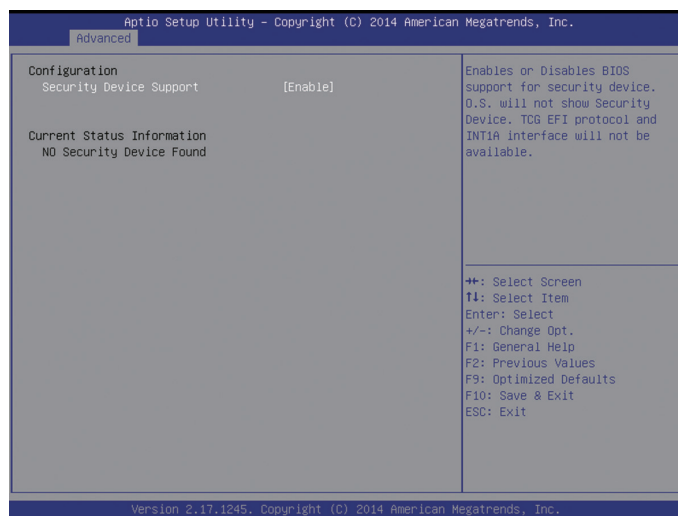 Aptio Setup Utility – Copyright (C) 2014 American Megatrends, Inc.
Advanced
Configuration
Security Device Support [Enable]
Current Status Information
NO Security Device Found
Enables or Disables BIOS
support for security device.
O.S. will not show Security
Device. TCG EFI protocol and
INT1A interface will not be
available.
→←: Select Screen
↑↓: Select Item
Enter: Select
+/-: Change Opt.
F1: General Help
F2: Previous Values
F9: Optimized Defaults
F10: Save & Exit
ESC: Exit
Version 2.17.1245. Copyright (C) 2014 American Megatrends, Inc.